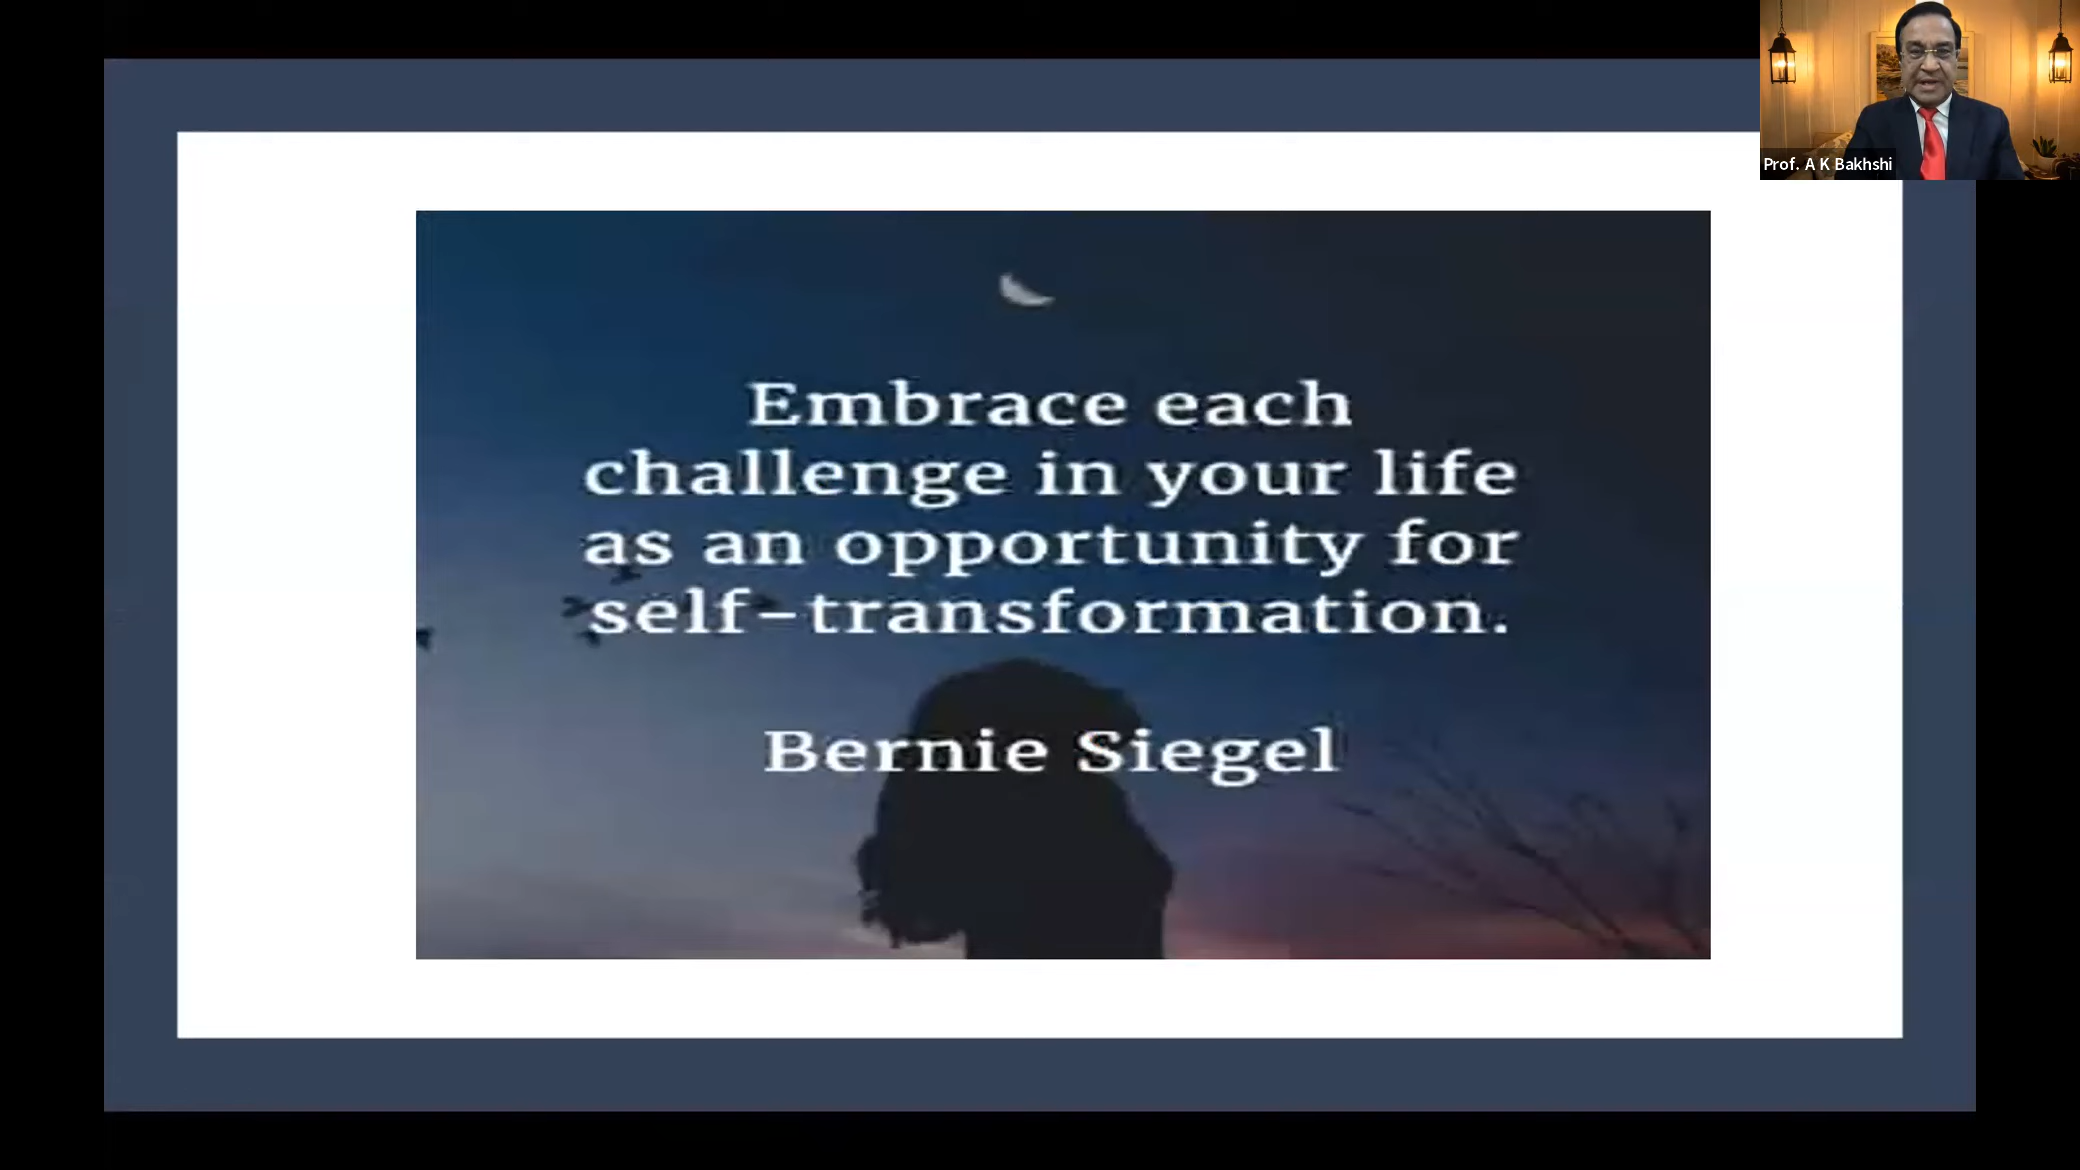 Prof. A K Bakhshi
Embrace each
challenge in your life
as an opportunity for
self-transformation.
Bernie Siegel